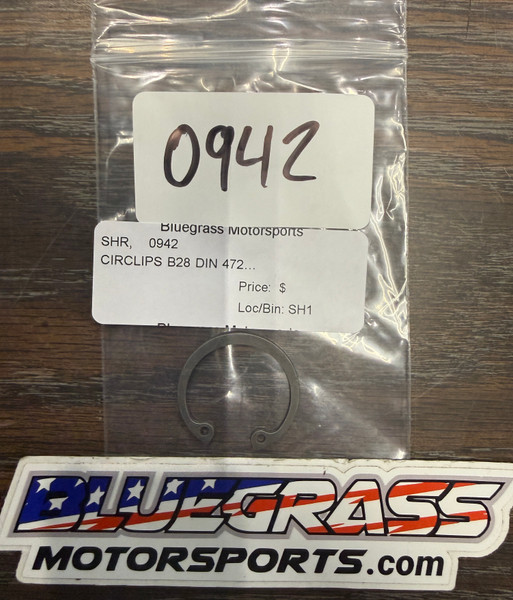 0942
Bluegrass Motorsports
SHR, 0942
CIRCLIPS B28 DIN 472...
Price: $
Loc/Bin: SH1
BLUEGRASS
MOTORSPORTS.com